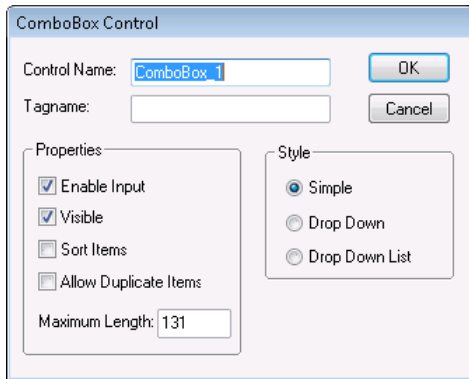 ComboBox Control
Control Name: ComboBox_1 OK
Tagname: Cancel
Properties Style
Enable Input Simple
Visible Drop Down
Sort Items Drop Down List
Allow Duplicate Items
Maximum Length: 131